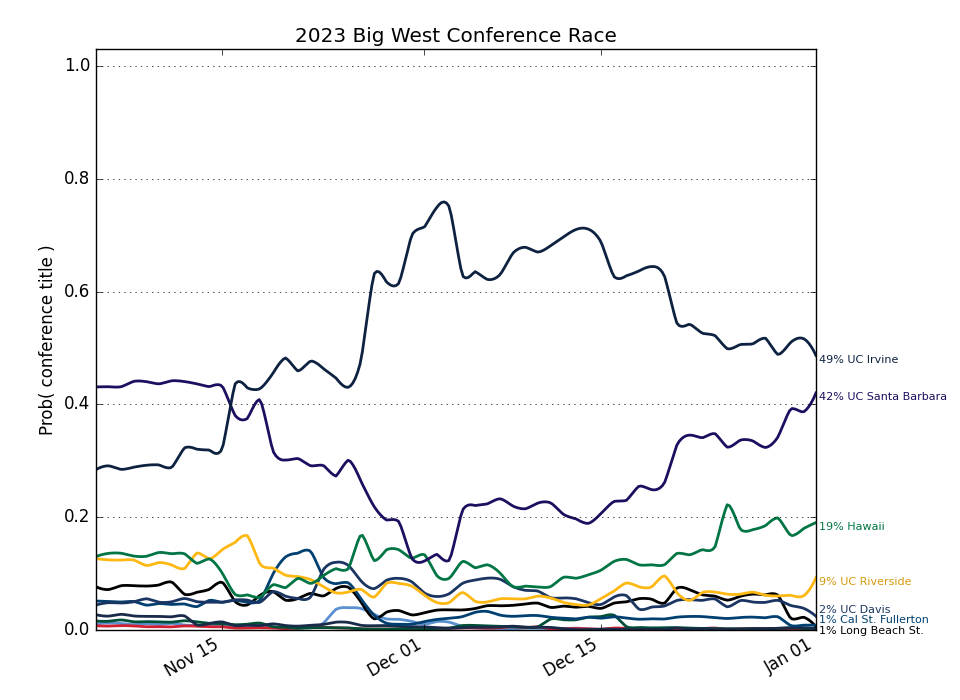 2023 Big West Conference Race
Prob( conference title )
1.0
0.8
0.6
0.4
0.2
0.0
49% UC Irvine
42% UC Santa Barbara
19% Hawaii
9% UC Riverside
2% UC Davis
1% Cal St. Fullerton
1% Long Beach St.
Nov 15
Dec 01
Dec 15
Jan 01